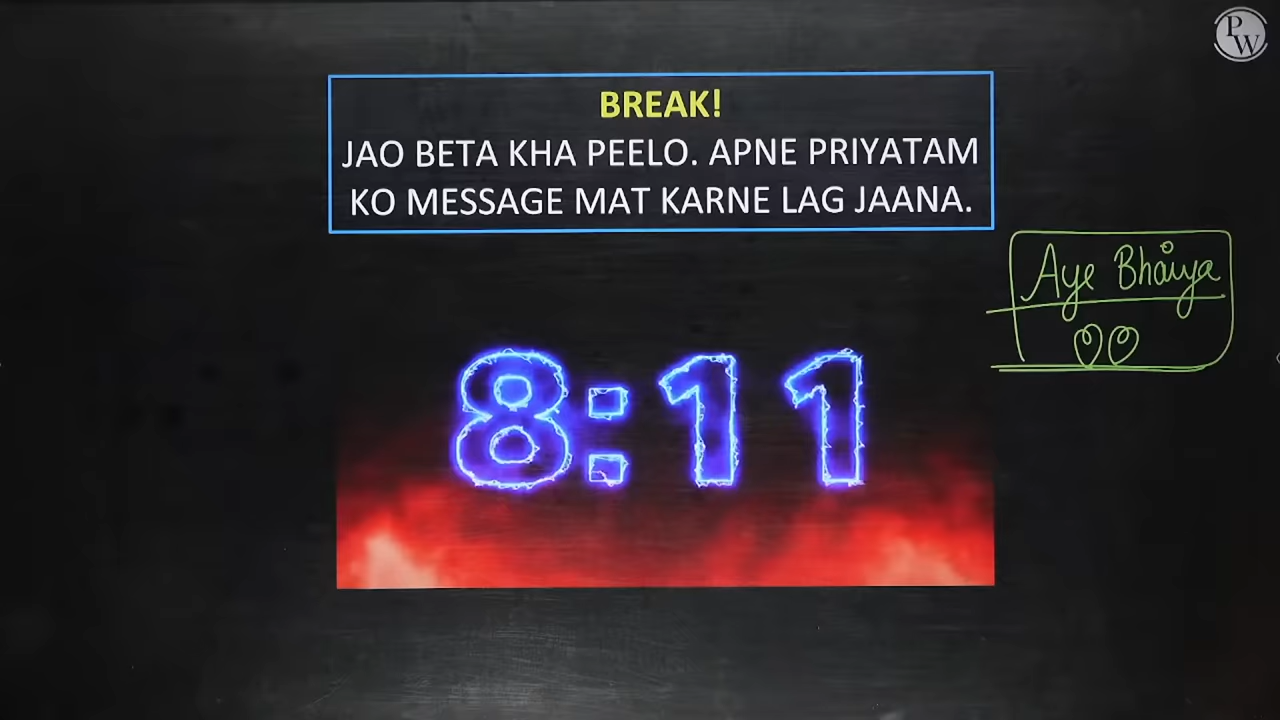 PW
BREAK!
JAO BETA KHA PEELO. APNE PRIYATAM
KO MESSAGE MAT KARNE LAG JAANA.
Aye Bhaiya
8:11